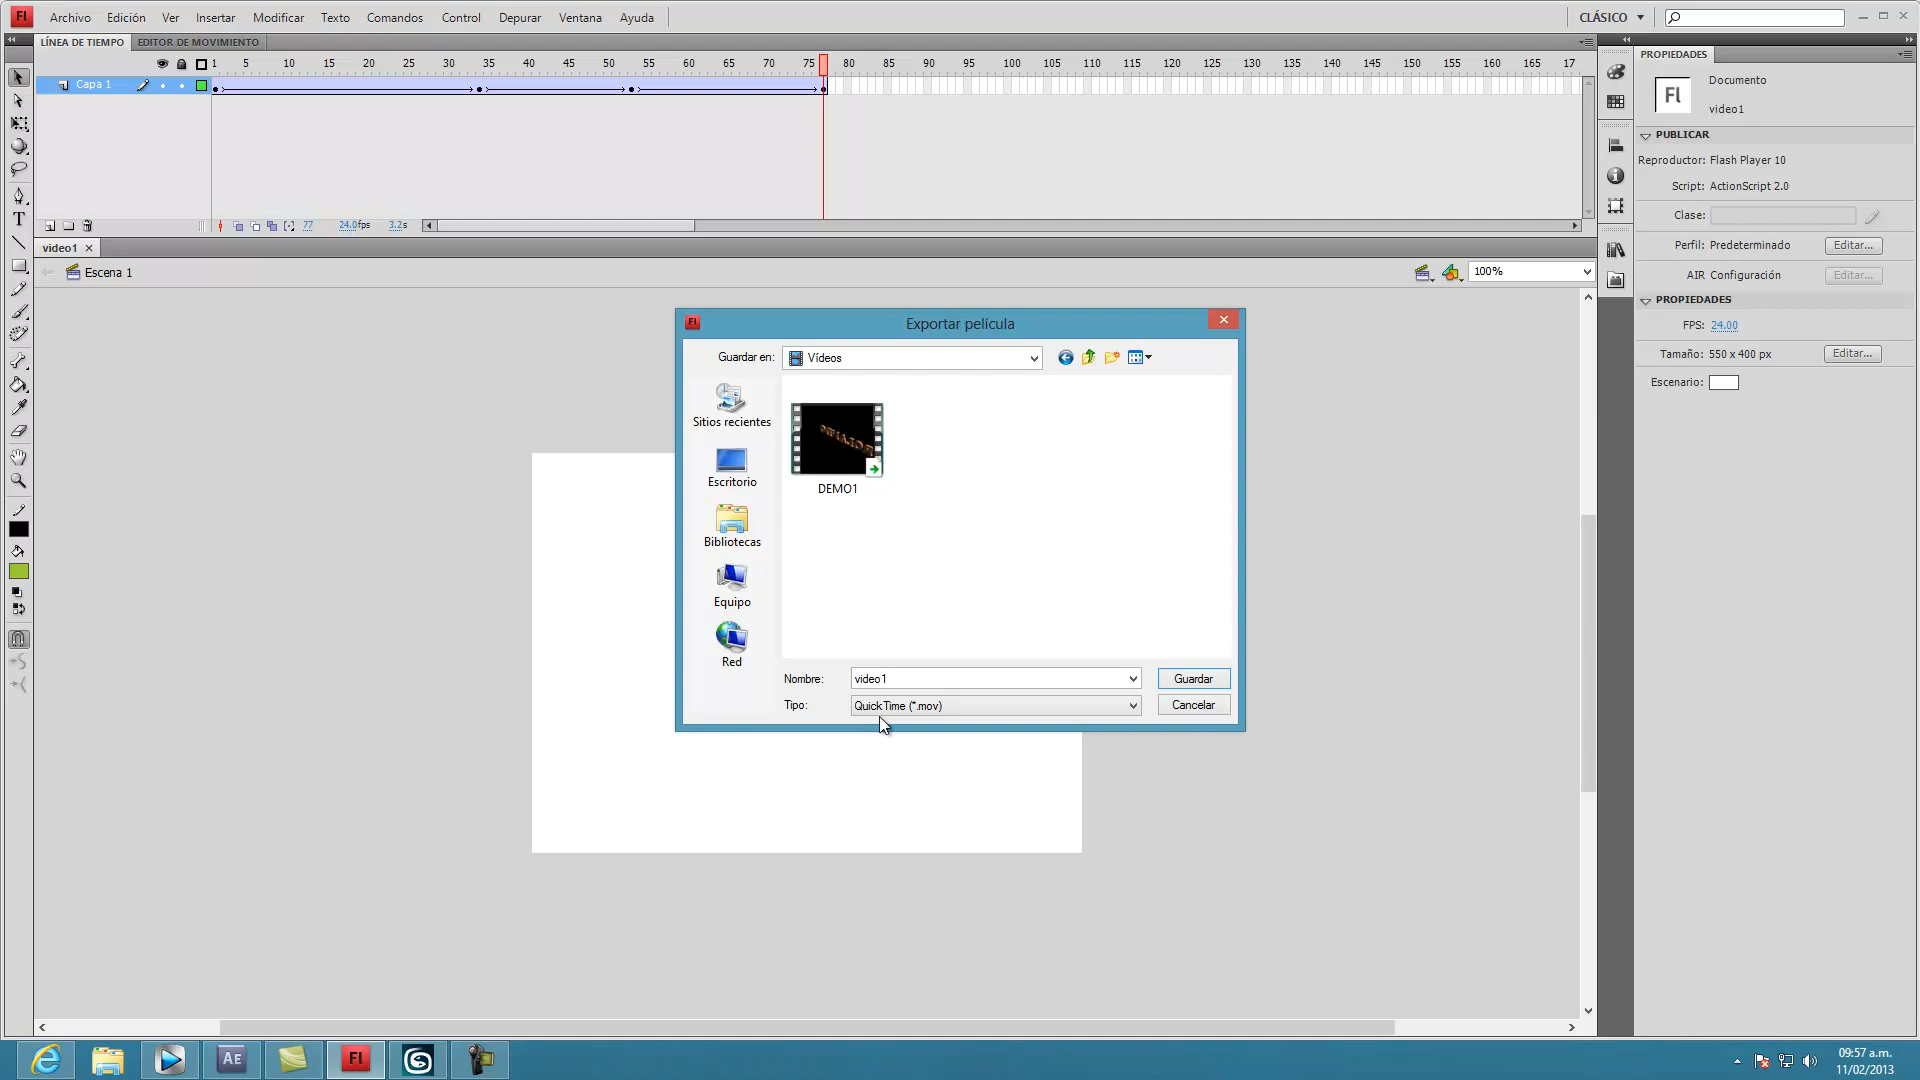 Fl Archivo Edición Ver Insertar Modificar Texto Comandos Control Depurar Ventana Ayuda CLÁSICO
LÍNEA DE TIEMPO EDITOR DE MOVIMIENTO
1 5 10 15 20 25 30 35 40 45 50 55 60 65 70 75 80 85 90 95 100 105 110 115 120 125 130 135 140 145 150 155 160 165 17
Capa 1
77 24.0fps 3.2s
video1
Escena 1
100%
PROPIEDADES
Fl
Documento
video1
PUBLICAR
Reproductor: Flash Player 10
Script: ActionScript 2.0
Clase:
Perfil: Predeterminado Editar...
AIR Configuración Editar...
PROPIEDADES
FPS: 24.00
Tamaño: 550 x 400 px Editar...
Escenario:
Fl Exportar película
Guardar en: Vídeos
Sitios recientes
Escritorio
Bibliotecas
Equipo
Red
DEMO1
Nombre: video1 Guardar
Tipo: QuickTime (*.mov) Cancelar
T
AE Fl
09:57 a.m.
11/02/2013